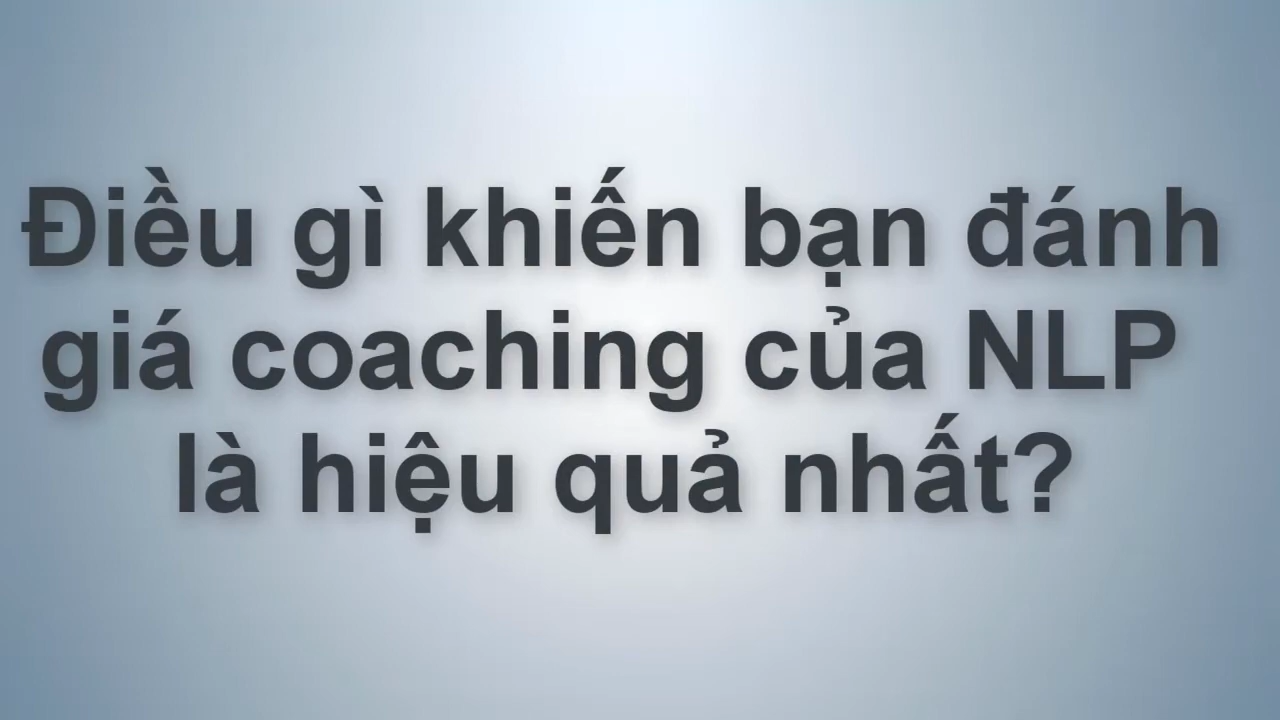 Điều gì khiến bạn đánh
giá coaching của NLP
là hiệu quả nhất?